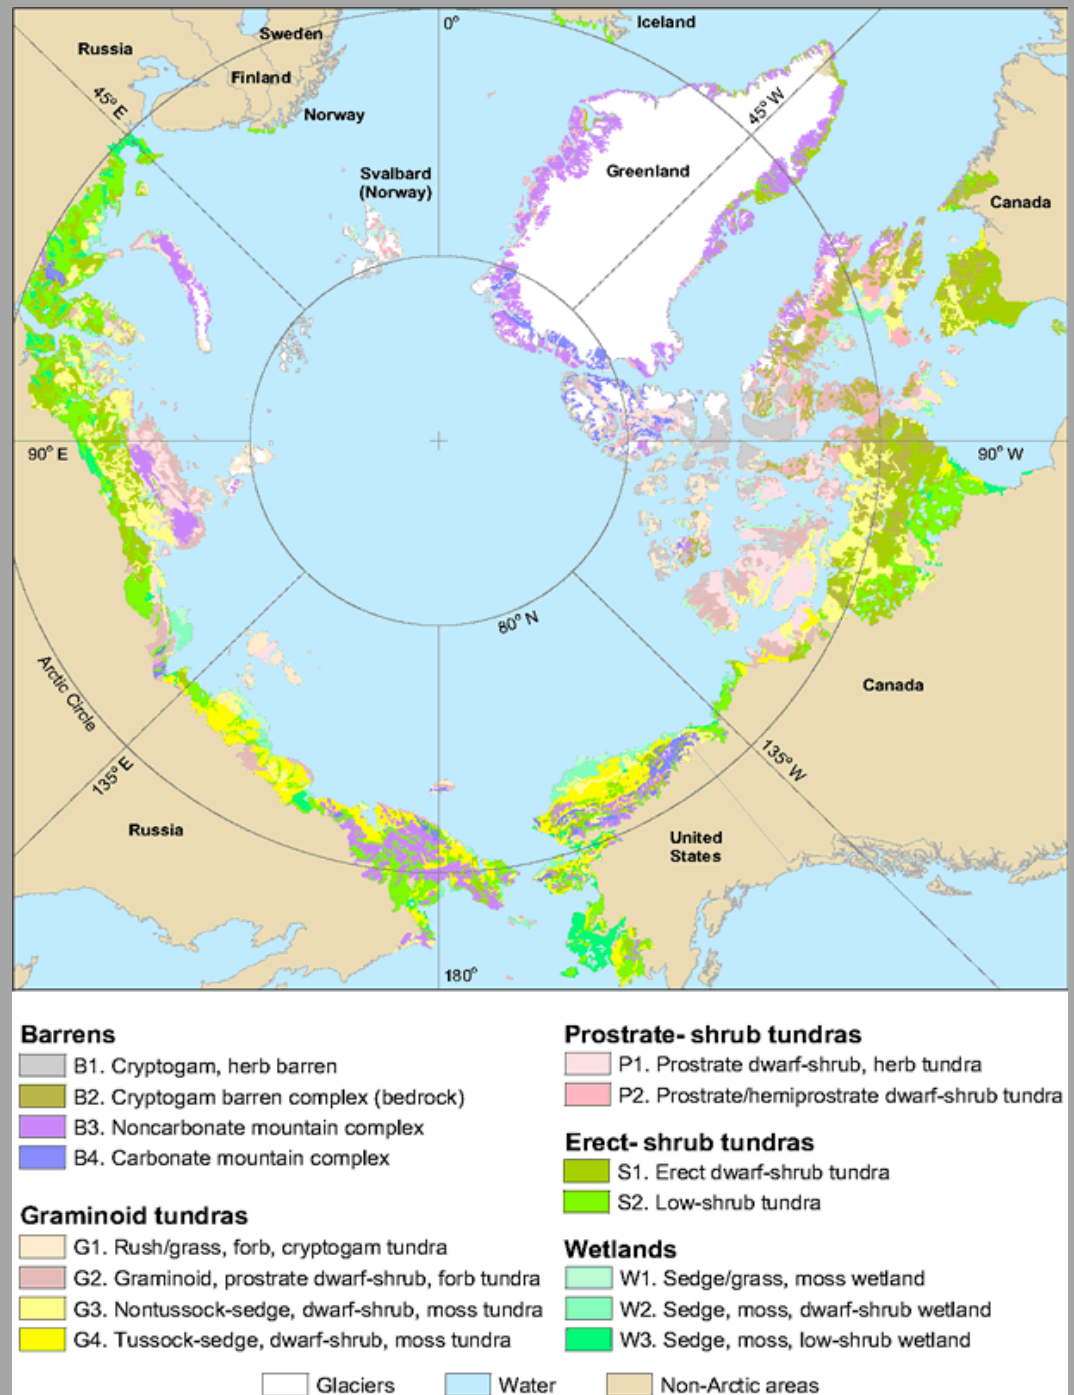 0°
Iceland
Sweden
Russia
Finland
45° E
Norway
45° W
Greenland
Svalbard
(Norway)
Canada
90° E
90° W
80° N
Arctic Circle
Canada
135° E
135° W
Russia
United
States
180°
Barrens
B1. Cryptogam, herb barren
B2. Cryptogam barren complex (bedrock)
B3. Noncarbonate mountain complex
B4. Carbonate mountain complex
Graminoid tundras
G1. Rush/grass, forb, cryptogam tundra
G2. Graminoid, prostrate dwarf-shrub, forb tundra
G3. Nontussock-sedge, dwarf-shrub, moss tundra
G4. Tussock-sedge, dwarf-shrub, moss tundra
Prostrate- shrub tundras
P1. Prostrate dwarf-shrub, herb tundra
P2. Prostrate/hemiprostrate dwarf-shrub tundra
Erect- shrub tundras
S1. Erect dwarf-shrub tundra
S2. Low-shrub tundra
Wetlands
W1. Sedge/grass, moss wetland
W2. Sedge, moss, dwarf-shrub wetland
W3. Sedge, moss, low-shrub wetland
Glaciers
Water
Non-Arctic areas